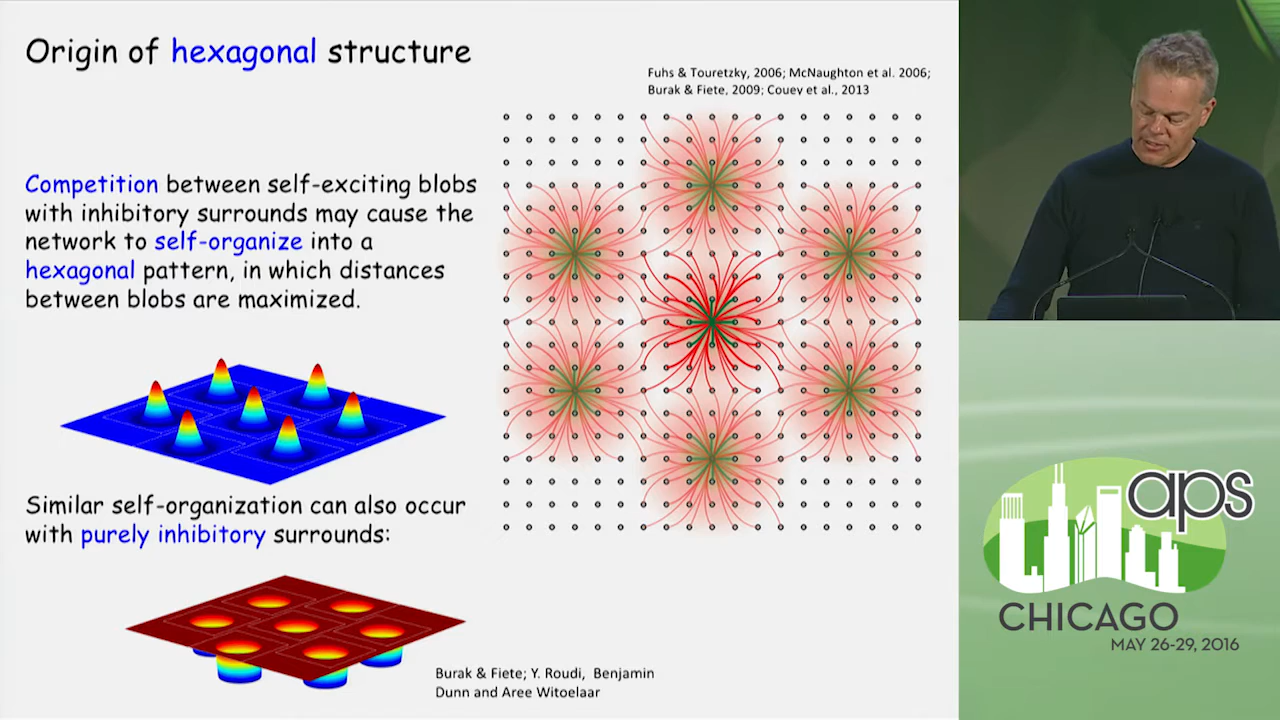 Origin of hexagonal structure
Fuhs & Touretzky, 2006; McNaughton et al. 2006;
Burak & Fiete, 2009; Couey et al., 2013
Competition between self-exciting blobs
with inhibitory surrounds may cause the
network to self-organize into a
hexagonal pattern, in which distances
between blobs are maximized.
Similar self-organization can also occur
with purely inhibitory surrounds:
Burak & Fiete; Y. Roudi, Benjamin
Dunn and Aree Witoelaar
aps
CHICAGO
MAY 26-29, 2016